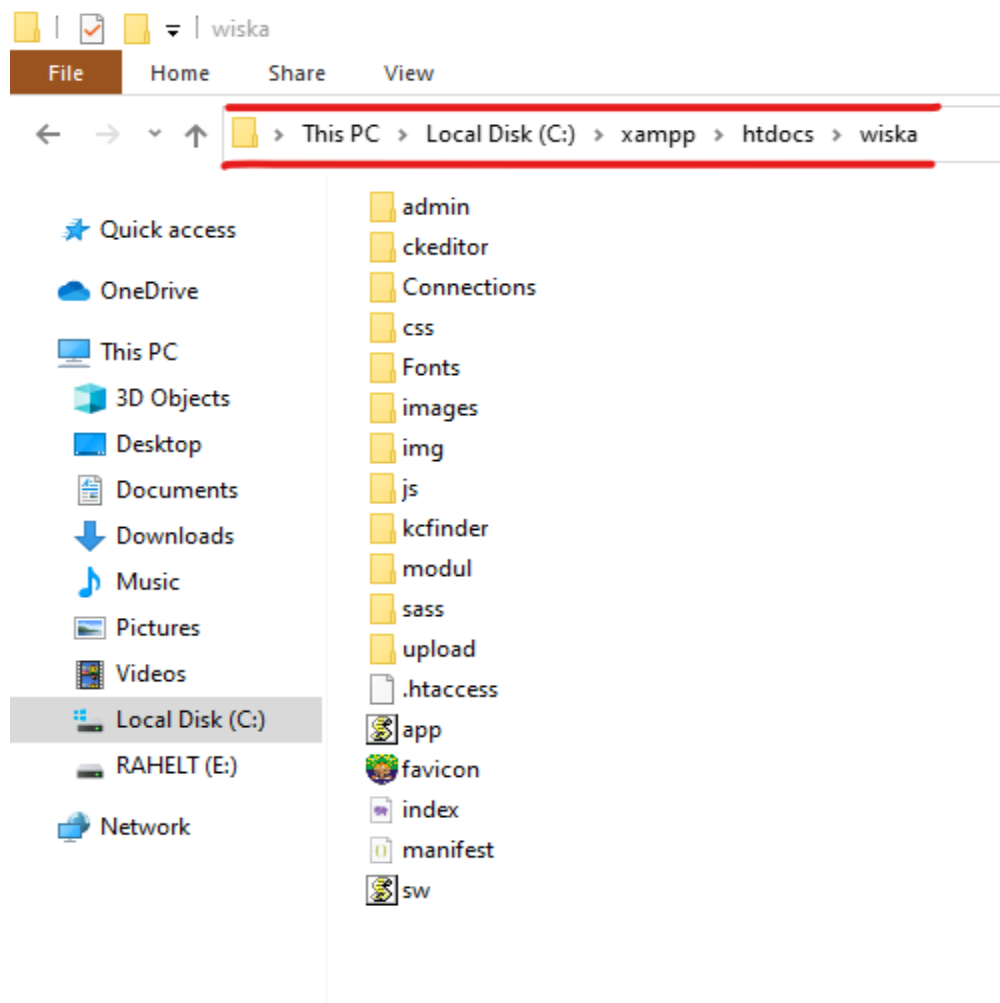 wiska
File Home Share View
This PC > Local Disk (C:) > xampp > htdocs > wiska
Quick access
OneDrive
This PC
3D Objects
Desktop
Documents
Downloads
Music
Pictures
Videos
Local Disk (C:)
RAHELT (E:)
Network
admin
ckeditor
Connections
css
Fonts
images
img
js
kcfinder
modul
sass
upload
.htaccess
app
favicon
index
manifest
sw